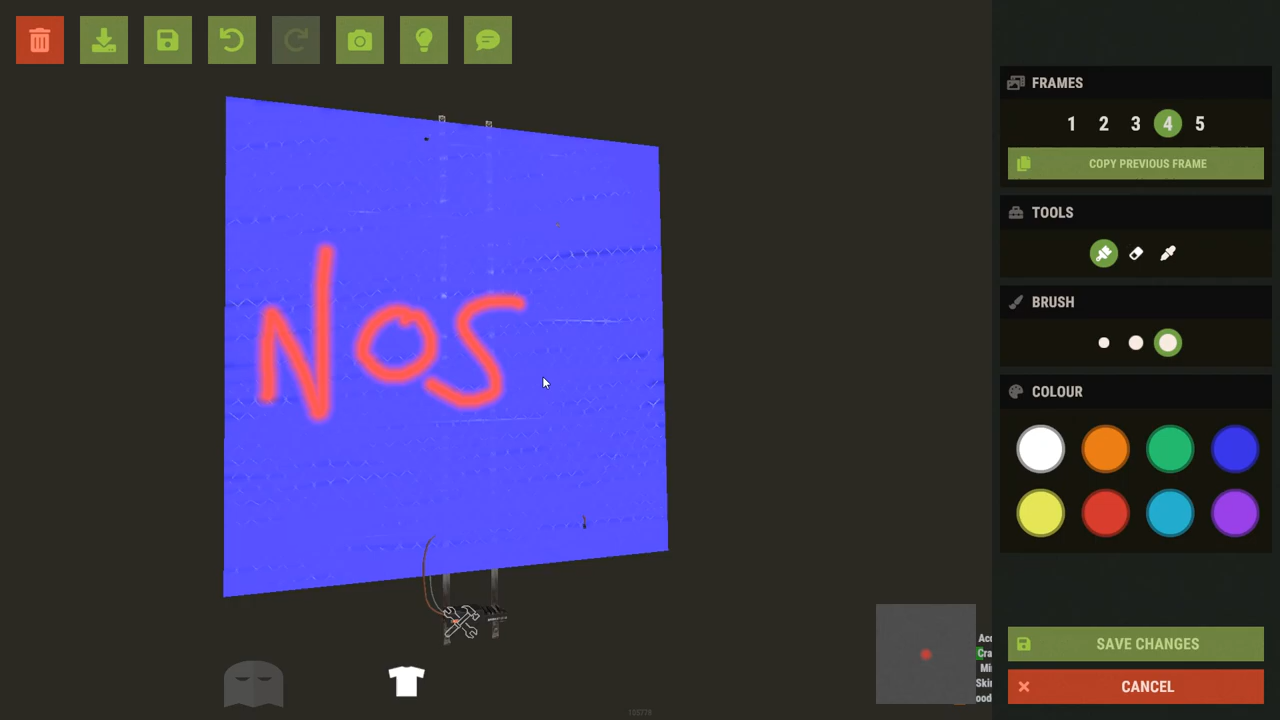 FRAMES
1 2 3 4 5
COPY PREVIOUS FRAME
TOOLS
BRUSH
COLOUR
NOS
SAVE CHANGES
CANCEL